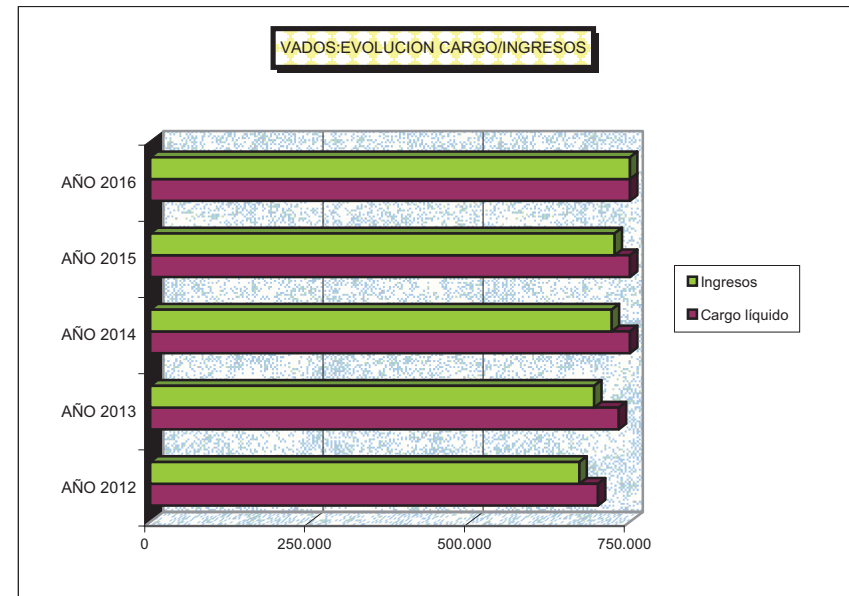 VADOS:EVOLUCION CARGO/INGRESOS
AÑO 2016
AÑO 2015
AÑO 2014
AÑO 2013
AÑO 2012
0 250.000 500.000 750.000
Ingresos
Cargo líquido